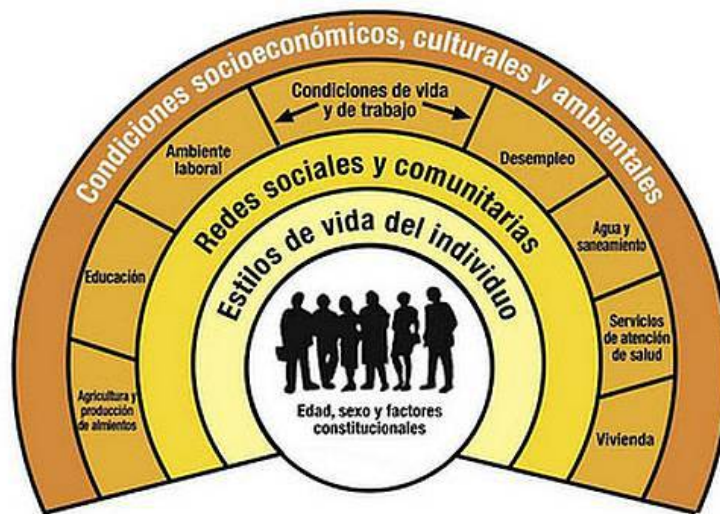 Condiciones socioeconómicos, culturales y ambientales
Condiciones de vida
y de trabajo
Ambiente
laboral
Desempleo
Educación
Agua y
saneamiento
Agricultura y
producción
de almientos
Servicios
de atención
de salud
Vivienda
Redes sociales y comunitarias
Estilos de vida del individuo
Edad, sexo y factores
constitucionales